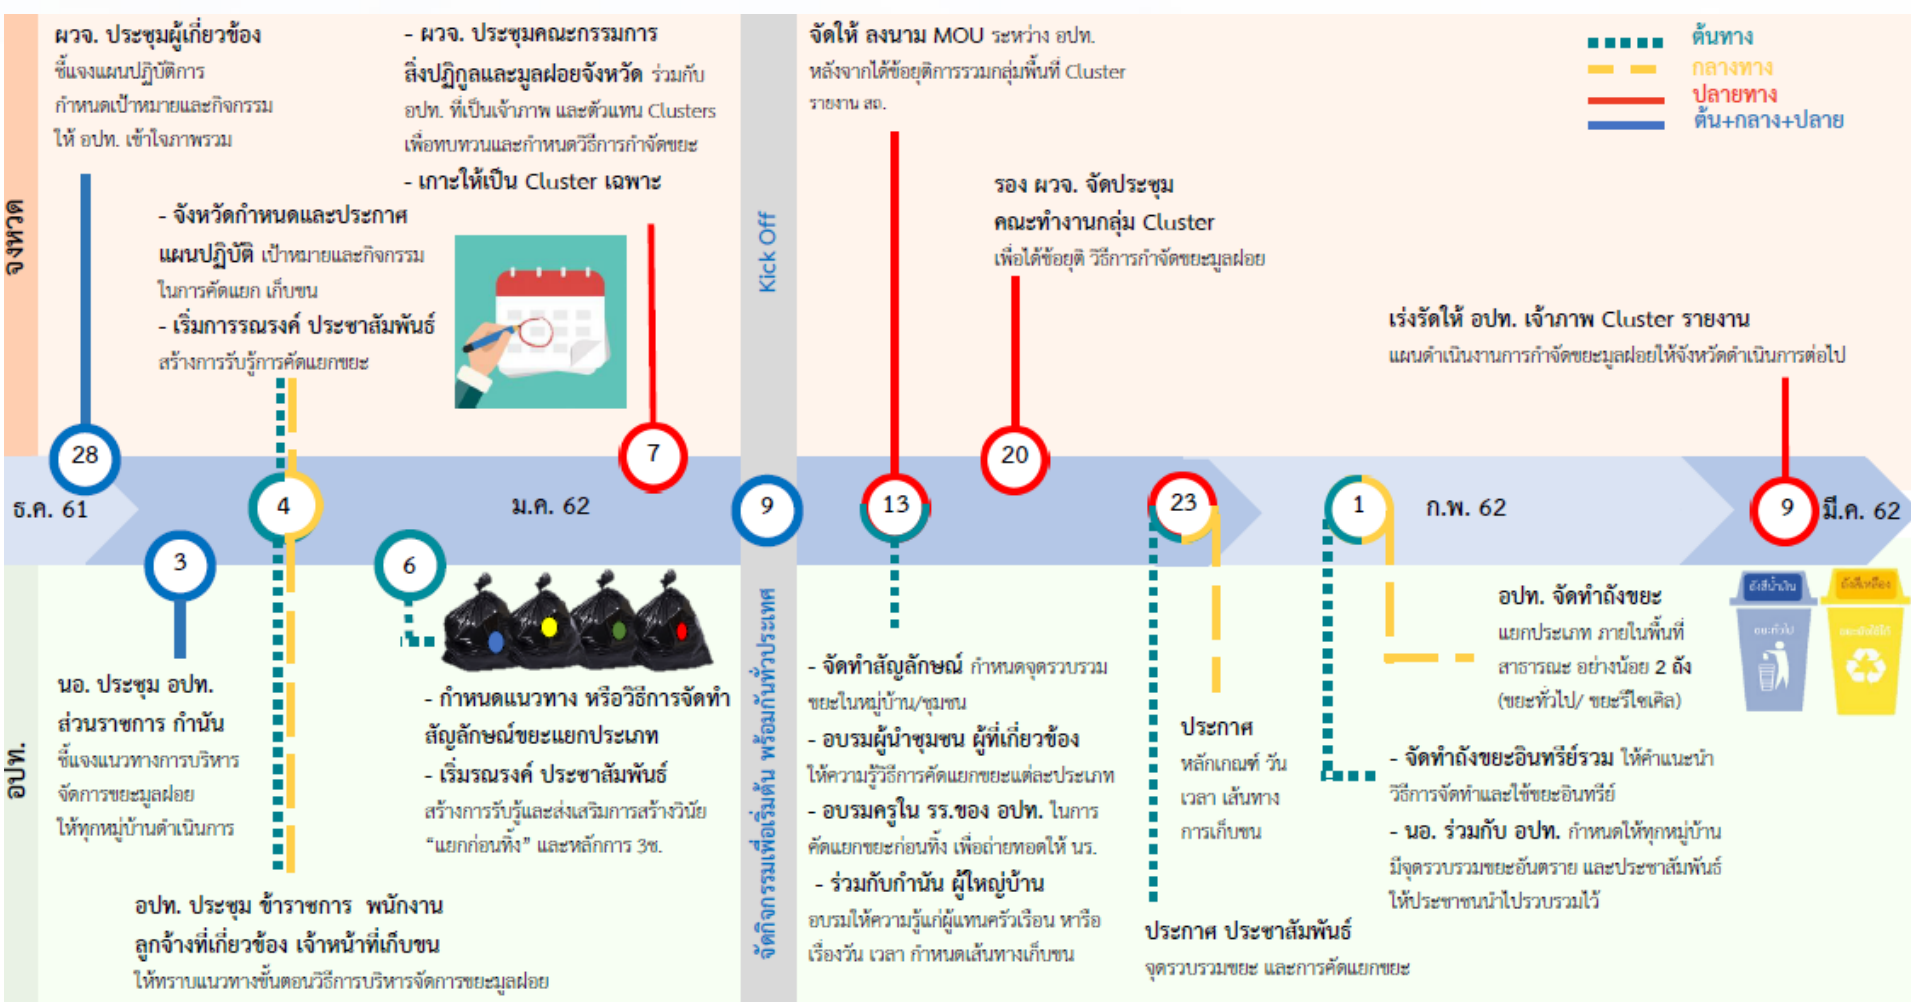 ผวจ. ประชุมผู้เกี่ยวข้อง
ชี้แจงแผนปฏิบัติการ
กำหนดเป้าหมายและกิจกรรม
ให้ อปท. เข้าใจภาพรวม
- ผวจ. ประชุมคณะกรรมการ
สิ่งปฏิกูลและมูลฝอยจังหวัด ร่วมกับ
อปท. ที่เป็นเจ้าภาพ และตัวแทน Clusters
เพื่อทบทวนและกำหนดวิธีการกำจัดขยะ
- เกาะให้เป็น Cluster เฉพาะ
จัดให้ ลงนาม MOU ระหว่าง อปท.
หลังจากได้ข้อยุติการรวมกลุ่มพื้นที่ Cluster
รายงาน สถ.
ต้นทาง
กลางทาง
ปลายทาง
ต้น+กลาง+ปลาย
จังหวัด
- จังหวัดกำหนดและประกาศ
แผนปฏิบัติ เป้าหมายและกิจกรรม
ในการคัดแยก เก็บขน
- เริ่มการรณรงค์ ประชาสัมพันธ์
สร้างการรับรู้การคัดแยกขยะ
Kick Off
รอง ผวจ. จัดประชุม
คณะทำงานกลุ่ม Cluster
เพื่อได้ข้อยุติ วิธีการกำจัดขยะมูลฝอย
เร่งรัดให้ อปท. เจ้าภาพ Cluster รายงาน
แผนดำเนินงานการกำจัดขยะมูลฝอยให้จังหวัดดำเนินการต่อไป
28
7
20
ธ.ค. 61
4
ม.ค. 62
9
13
23
1
ก.พ. 62
9
มี.ค. 62
3
6
อปท.
นอ. ประชุม อปท.
ส่วนราชการ กำนัน
ชี้แจงแนวทางการบริหาร
จัดการขยะมูลฝอย
ให้ทุกหมู่บ้านดำเนินการ
อปท. ประชุม ข้าราชการ พนักงาน
ลูกจ้างที่เกี่ยวข้อง เจ้าหน้าที่เก็บขน
ให้ทราบแนวทางขั้นตอนวิธีการบริหารจัดการขยะมูลฝอย
- กำหนดแนวทาง หรือวิธีการจัดทำ
สัญลักษณ์ขยะแยกประเภท
- เริ่มรณรงค์ ประชาสัมพันธ์
สร้างการรับรู้และส่งเสริมการสร้างวินัย
“แยกก่อนทิ้ง” และหลักการ 3ช.
จัดกิจกรรมเพื่อเริ่มต้น พร้อมกันทั่วประเทศ
- จัดทำสัญลักษณ์ กำหนดจุดรวบรวม
ขยะในหมู่บ้าน/ชุมชน
- อบรมผู้นำชุมชน ผู้ที่เกี่ยวข้อง
ให้ความรู้วิธีการคัดแยกขยะแต่ละประเภท
- อบรมครูใน รร.ของ อปท. ในการ
คัดแยกขยะก่อนทิ้ง เพื่อถ่ายทอดให้ นร.
- ร่วมกับกำนัน ผู้ใหญ่บ้าน
อบรมให้ความรู้แก่ผู้แทนครัวเรือน หารือ
เรื่องวัน เวลา กำหนดเส้นทางเก็บขน
ประกาศ
หลักเกณฑ์ วัน
เวลา เส้นทาง
การเก็บขน
ประกาศ ประชาสัมพันธ์
จุดรวบรวมขยะ และการคัดแยกขยะ
อปท. จัดทำถังขยะ
แยกประเภท ภายในพื้นที่
สาธารณะ อย่างน้อย 2 ถัง
(ขยะทั่วไป/ ขยะรีไซเคิล)
ถังสีน้ำเงิน
ขยะทั่วไป
ถังสีเหลือง
- จัดทำถังขยะอินทรีย์รวม ให้คำแนะนำ
วิธีการจัดทำและใช้ขยะอินทรีย์
- นอ. ร่วมกับ อปท. กำหนดให้ทุกหมู่บ้าน
มีจุดรวบรวมขยะอันตราย และประชาสัมพันธ์
ให้ประชาชนนำไปรวบรวมไว้